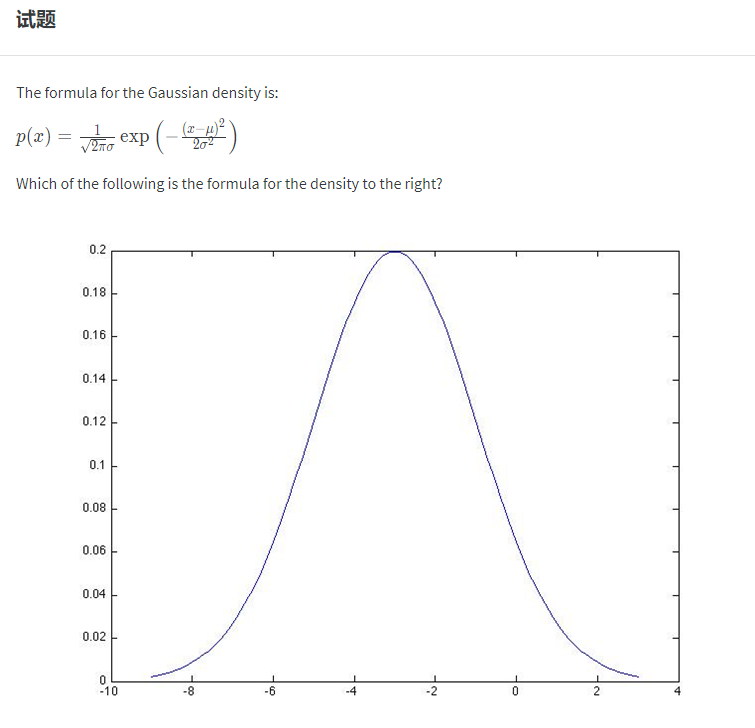 试题
The formula for the Gaussian density is:
p(x) = \frac{1}{\sqrt{2\pi}\sigma} \exp\left(-\frac{(x-\mu)^2}{2\sigma^2}\right)
Which of the following is the formula for the density to the right?
0.2
0.18
0.16
0.14
0.12
0.1
0.08
0.06
0.04
0.02
0
-10 -8 -6 -4 -2 0 2 4